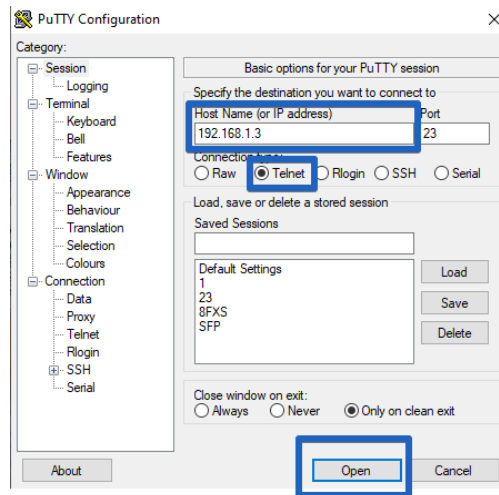 PuTTY Configuration
Category:
Session
Logging
Terminal
Keyboard
Bell
Features
Window
Appearance
Behaviour
Translation
Selection
Colours
Connection
Data
Proxy
Telnet
Rlogin
SSH
Serial
Basic options for your PuTTY session
Specify the destination you want to connect to
Host Name (or IP address) Port
192.168.1.3 23
Connection type:
Raw Telnet Rlogin SSH Serial
Load, save or delete a stored session
Saved Sessions
Default Settings
1
23
8FXS
SFP
Load
Save
Delete
Close window on exit:
Always Never Only on clean exit
About Open Cancel